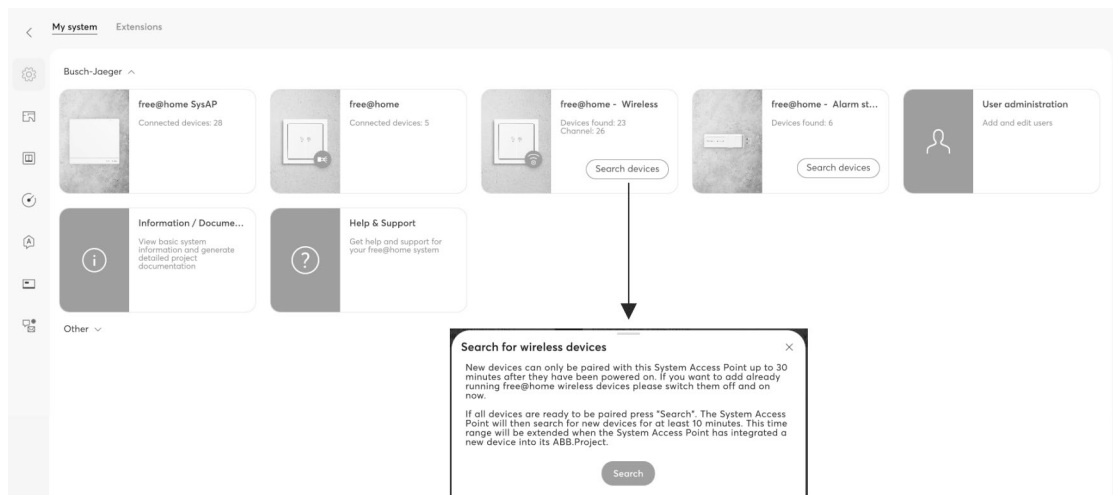 My system
Extensions
Busch-Jaeger
free@home SysAP
Connected devices: 28
free@home
Connected devices: 5
free@home - Wireless
Devices found: 23
Channel: 26
Search devices
free@home - Alarm st...
Devices found: 6
Search devices
User administration
Add and edit users
Information / Docume...
View basic system
information and generate
detailed project
documentation
Help & Support
Get help and support for
your free@home system
Other
Search for wireless devices
New devices can only be paired with this System Access Point up to 30
minutes after they have been powered on. If you want to add already
running free@home wireless devices please switch them off and on
now.
If all devices are ready to be paired press "Search". The System Access
Point will then search for new devices for at least 10 minutes. This time
range will be extended when the System Access Point has integrated a
new device into its ABB.Project.
Search